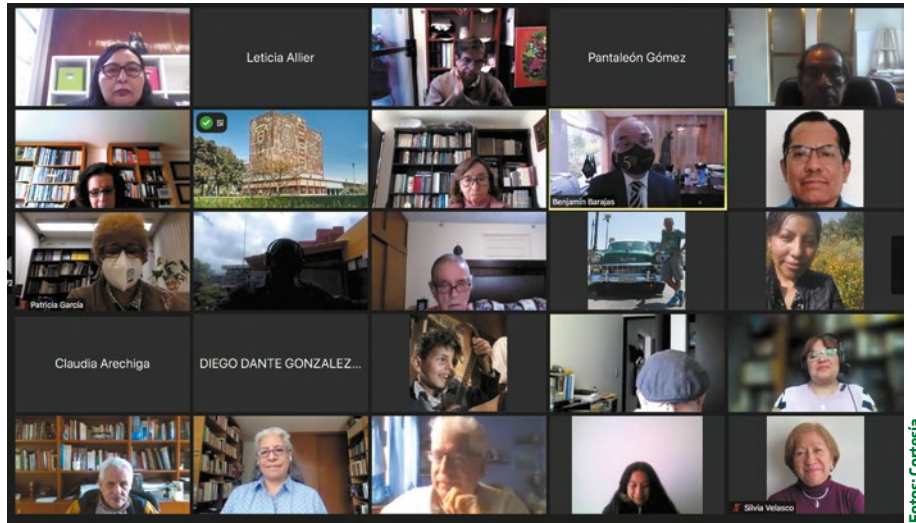 Leticia Allier
Pantaleón Gómez
Sí
Benjamín Barajas
Patricia García
Claudia Arechiga
DIEGO DANTE GONZALEZ...
Silvia Velasco
Fotos: Cortesía